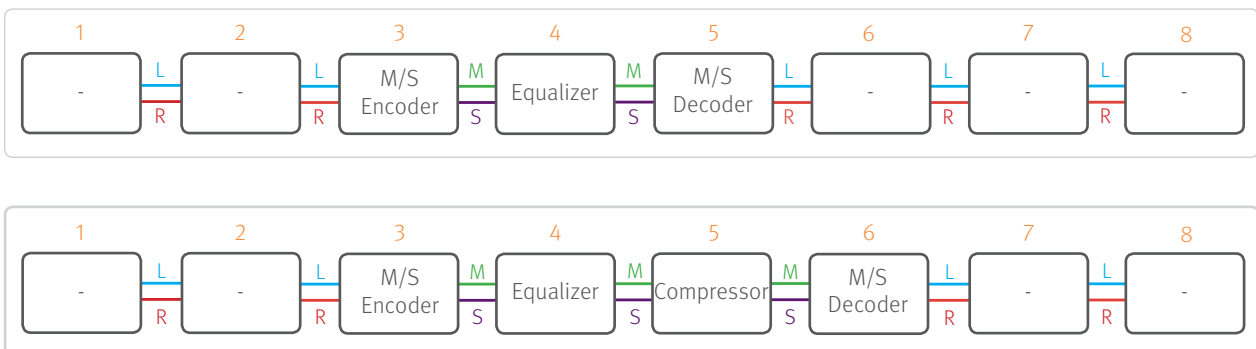 1 2 3 4 5 6 7 8
L L M M L L L
- - M/S Encoder Equalizer M/S Decoder - - -
R R S S R R R
1 2 3 4 5 6 7 8
L L M M M L L
- - M/S Encoder Equalizer Compressor M/S Decoder - -
R R S S S R R